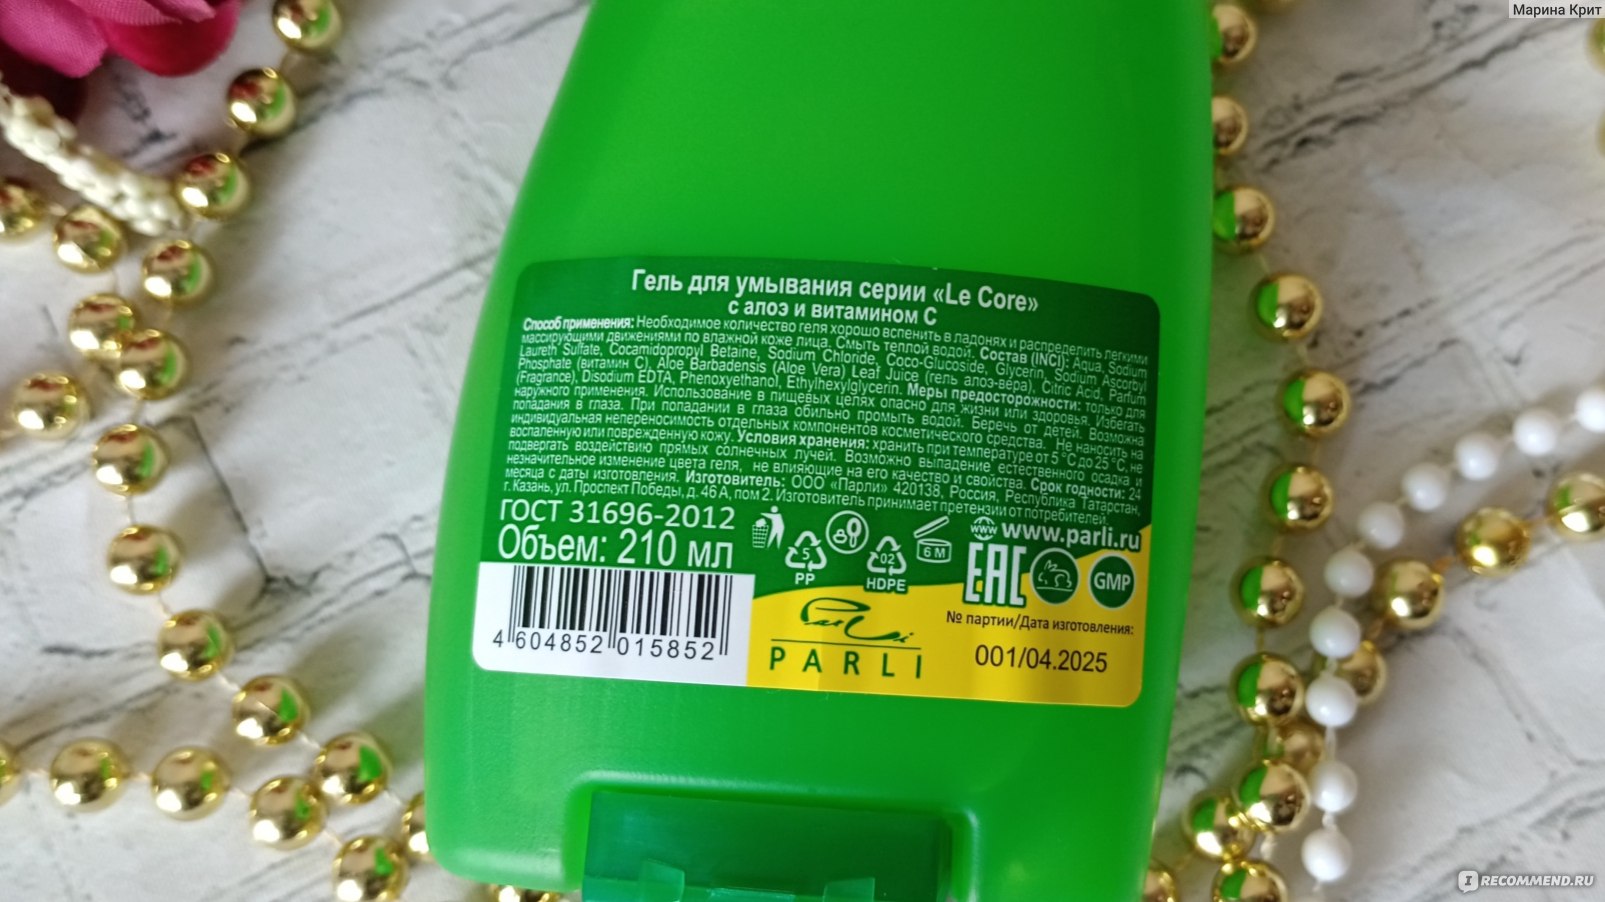 Марина Крит
Гель для умывания серии «Le Core»
с алоэ и витамином С
Способ применения: Необходимое количество геля хорошо вспенить в ладонях и распределить легкими
массирующими движениями по влажной коже лица. Смыть теплой водой. Состав (INCI): Aqua, Sodium
Laureth Sulfate, Cocamidopropyl Betaine, Sodium Chloride, Coco-Glucoside, Glycerin, Sodium Ascorbyl
Phosphate (витамин С), Aloe Barbadensis (Aloe Vera) Leaf Juice (гель алоэ-вера), Citric Acid, Parfum
(Fragrance), Disodium EDTA, Phenoxyethanol, Ethylhexylglycerin. Меры предосторожности: только для
наружного применения. Использование в пищевых целях опасно для жизни или здоровья. Избегать
попадания в глаза. При попадании в глаза обильно промыть водой. Беречь от детей. Возможна
индивидуальная непереносимость отдельных компонентов косметического средства. Не наносить на
воспаленную или поврежденную кожу. Условия хранения: хранить при температуре от 5 °С до 25 °С, не
подвергать воздействию прямых солнечных лучей. Возможно выпадение естественного осадка и
незначительное изменение цвета геля, не влияющие на его качество и свойства. Срок годности: 24
месяца с даты изготовления. Изготовитель: ООО «Парли» 420138, Россия, Республика Татарстан,
г. Казань, ул. Проспект Победы, д. 46 А, пом 2. Изготовитель принимает претензии от потребителей.
ГОСТ 31696-2012
Объем: 210 мл
5
PP
02
HDPE
6 М
www
www.parli.ru
EAC
GMP
4 604852 015852
Parli
PARLI
№ партии/Дата изготовления:
001/04.2025
IRECOMMEND.RU